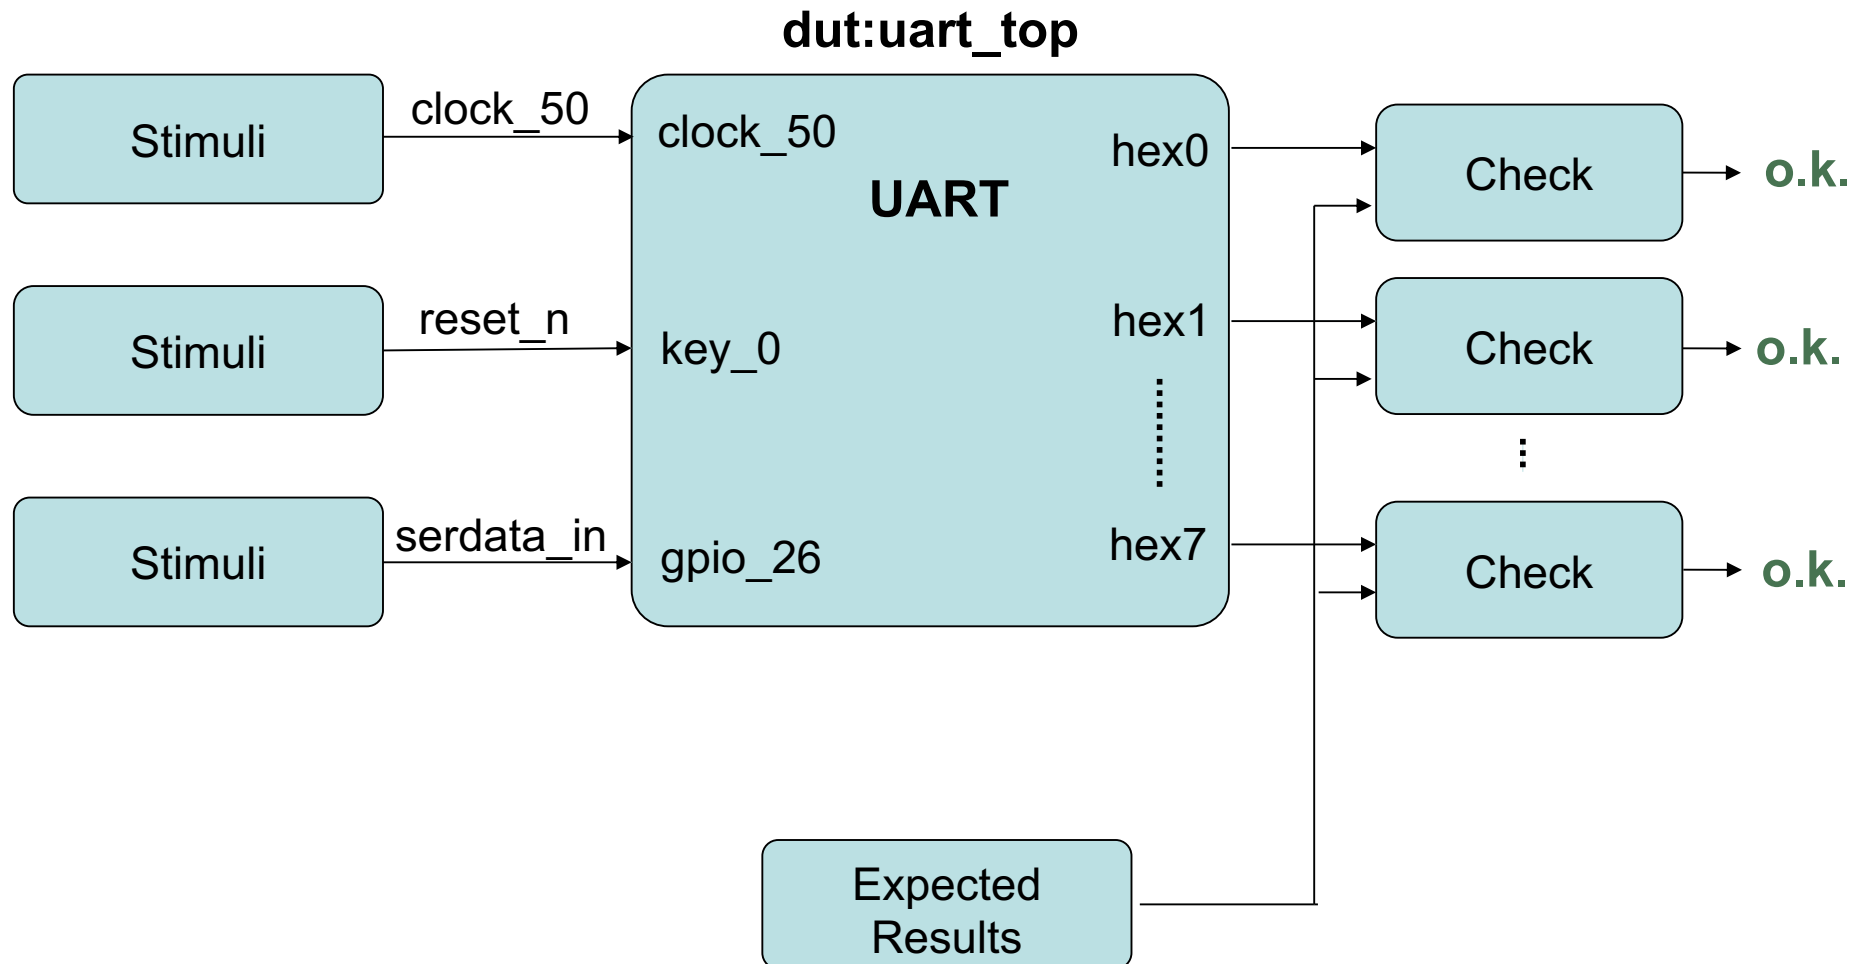 dut:uart_top
Stimuli
clock_50
clock_50
UART
hex0
Check
o.k.
Stimuli
reset_n
key_0
hex1
Check
o.k.
Stimuli
serdata_in
gpio_26
hex7
Check
o.k.
Expected
Results